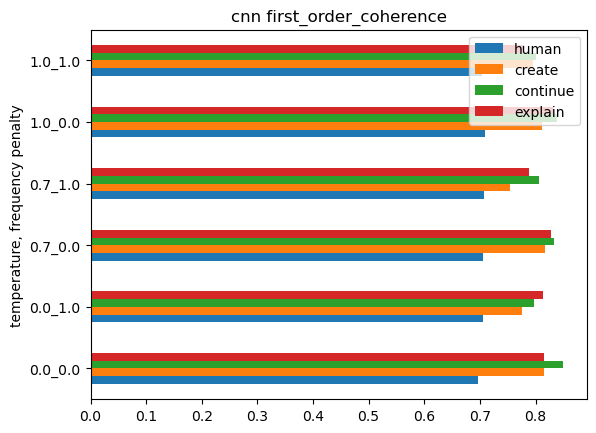 cnn first_order_coherence
human
create
continue
explain
temperature, frequency penalty
1.0_1.0
1.0_0.0
0.7_1.0
0.7_0.0
0.0_1.0
0.0_0.0
0.0 0.1 0.2 0.3 0.4 0.5 0.6 0.7 0.8